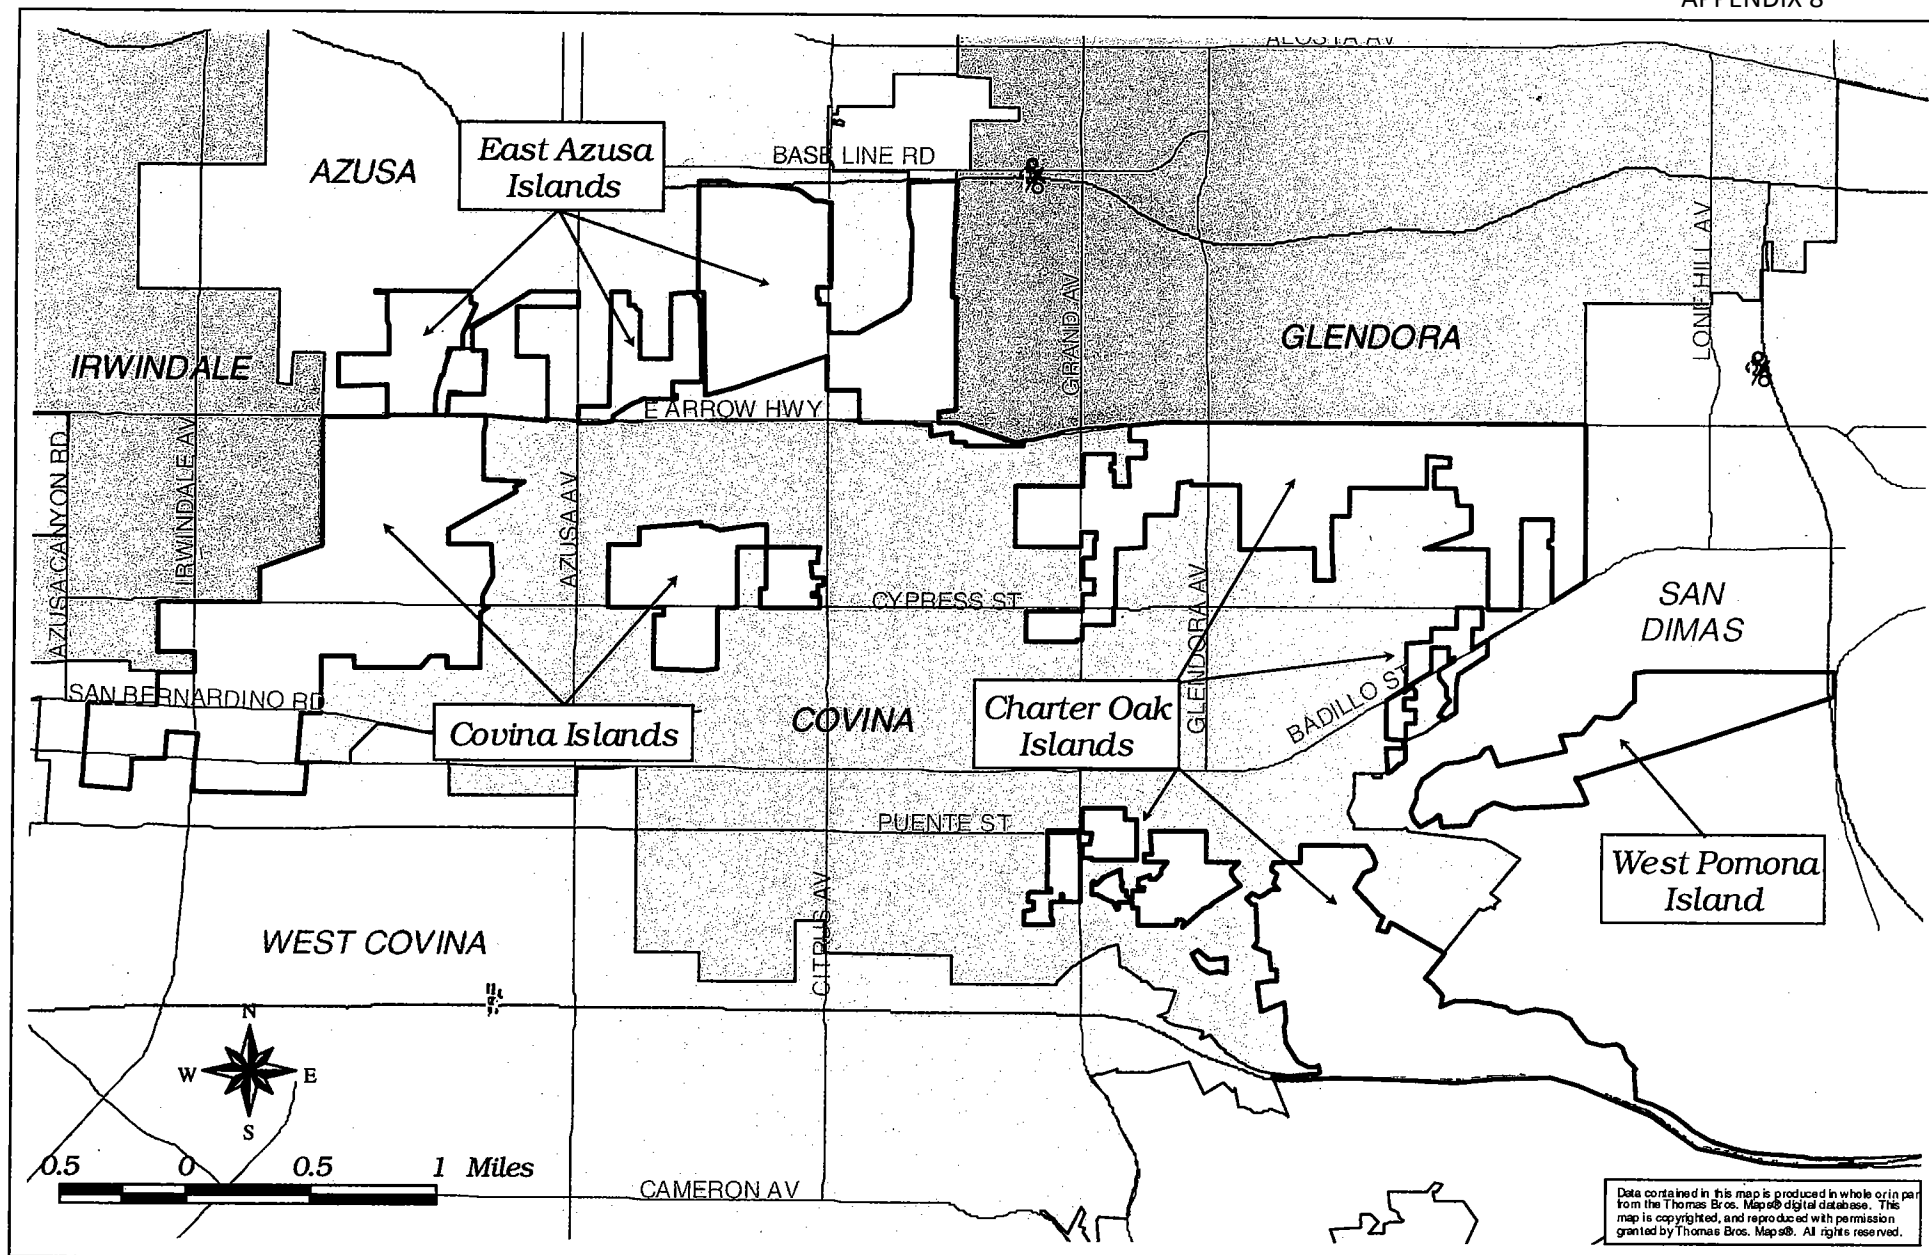 APPENDIX 8
ALOSTA AV
AZUSA
East Azusa
Islands
BASE LINE RD
IRWINDALE
GRAND AV
GLENDORA
LONE HILL AV
E ARROW HWY
AZUSA CANYON RD
IRWINDALE AV
AZUSA AV
CYPRESS ST
GLENDORA AV
SAN
DIMAS
SAN BERNARDINO RD
Covina Islands
COVINA
Charter Oak
Islands
BADILLO ST
PUENTE ST
West Pomona
Island
WEST COVINA
CITRUS AV
N
W
E
S
0.5
0
0.5
1 Miles
CAMERON AV
Data contained in this map is produced in whole or in par
from the Thomas Bros. Maps® digital database. This
map is copyrighted, and reproduced with permission
granted by Thomas Bros. Maps®. All rights reserved.